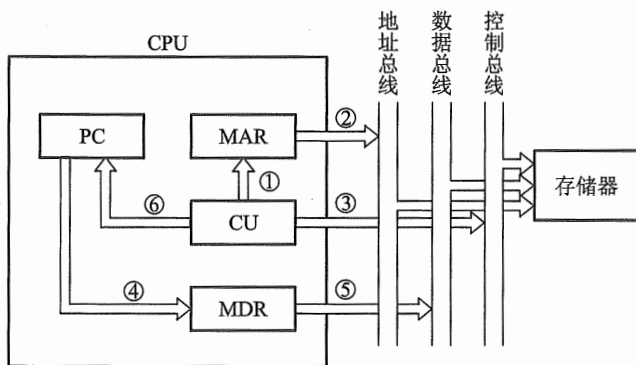 CPU
地址总线
数据总线
控制总线
PC
MAR
②
①
⑥
CU
③
存储器
④
MDR
⑤